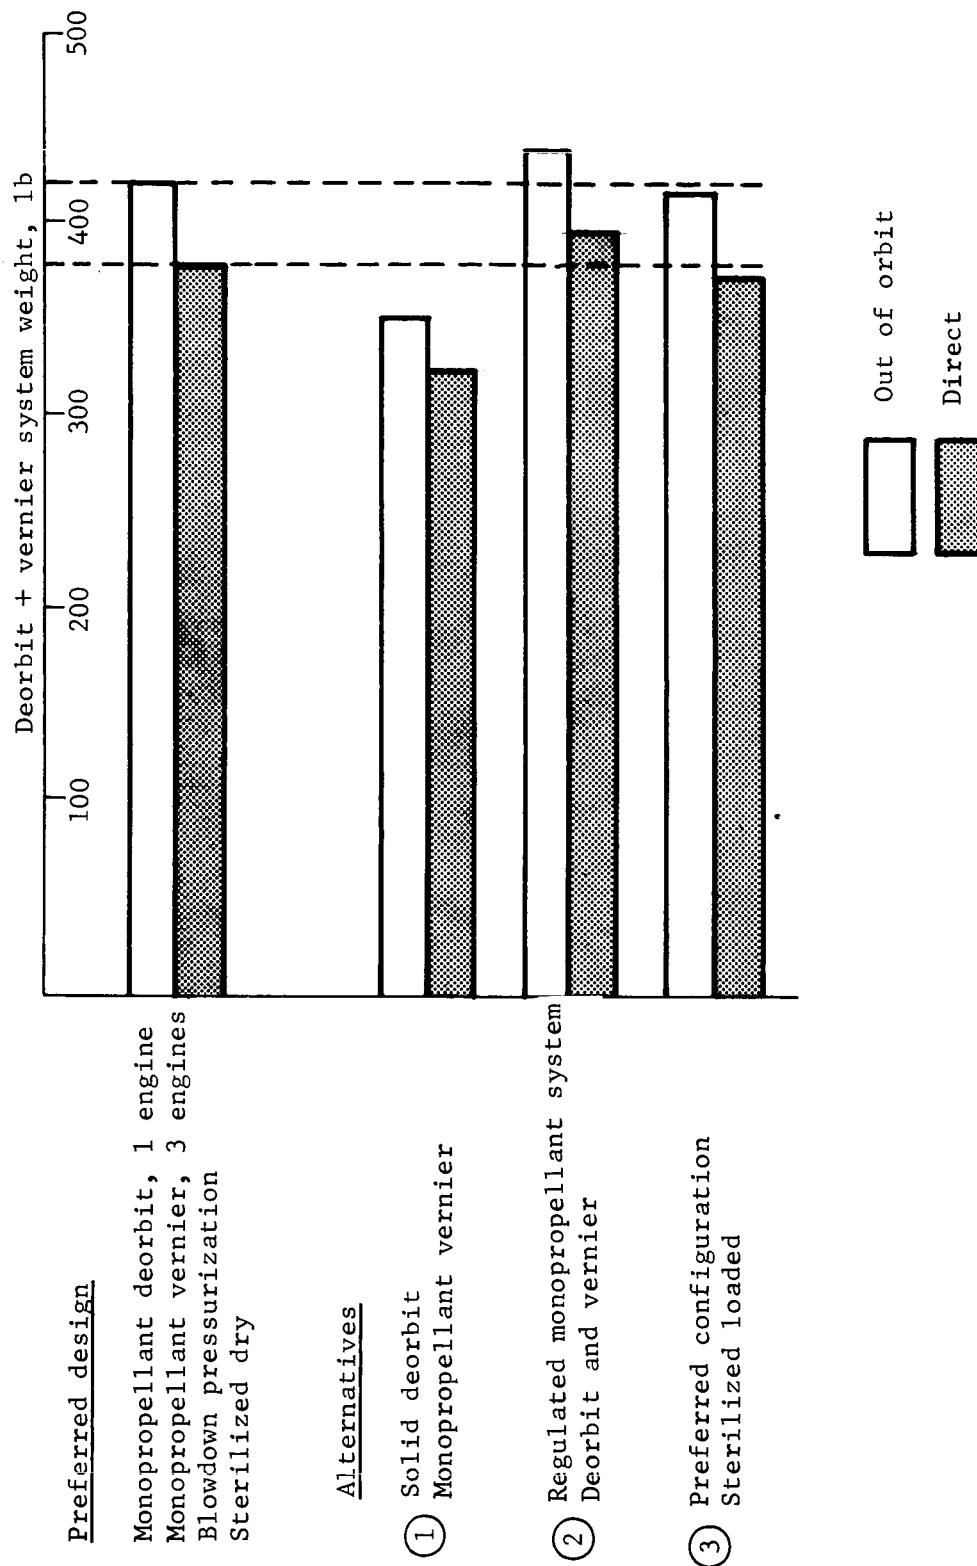 Deorbit + vernier system weight, lb
100
200
300
400
500
Preferred design
Monopropellant deorbit, 1 engine
Monopropellant vernier, 3 engines
Blowdown pressurization
Sterilized dry
Alternatives
1 Solid deorbit
Monopropellant vernier
2 Regulated monopropellant system
Deorbit and vernier
3 Preferred configuration
Sterilized loaded
Out of orbit
Direct